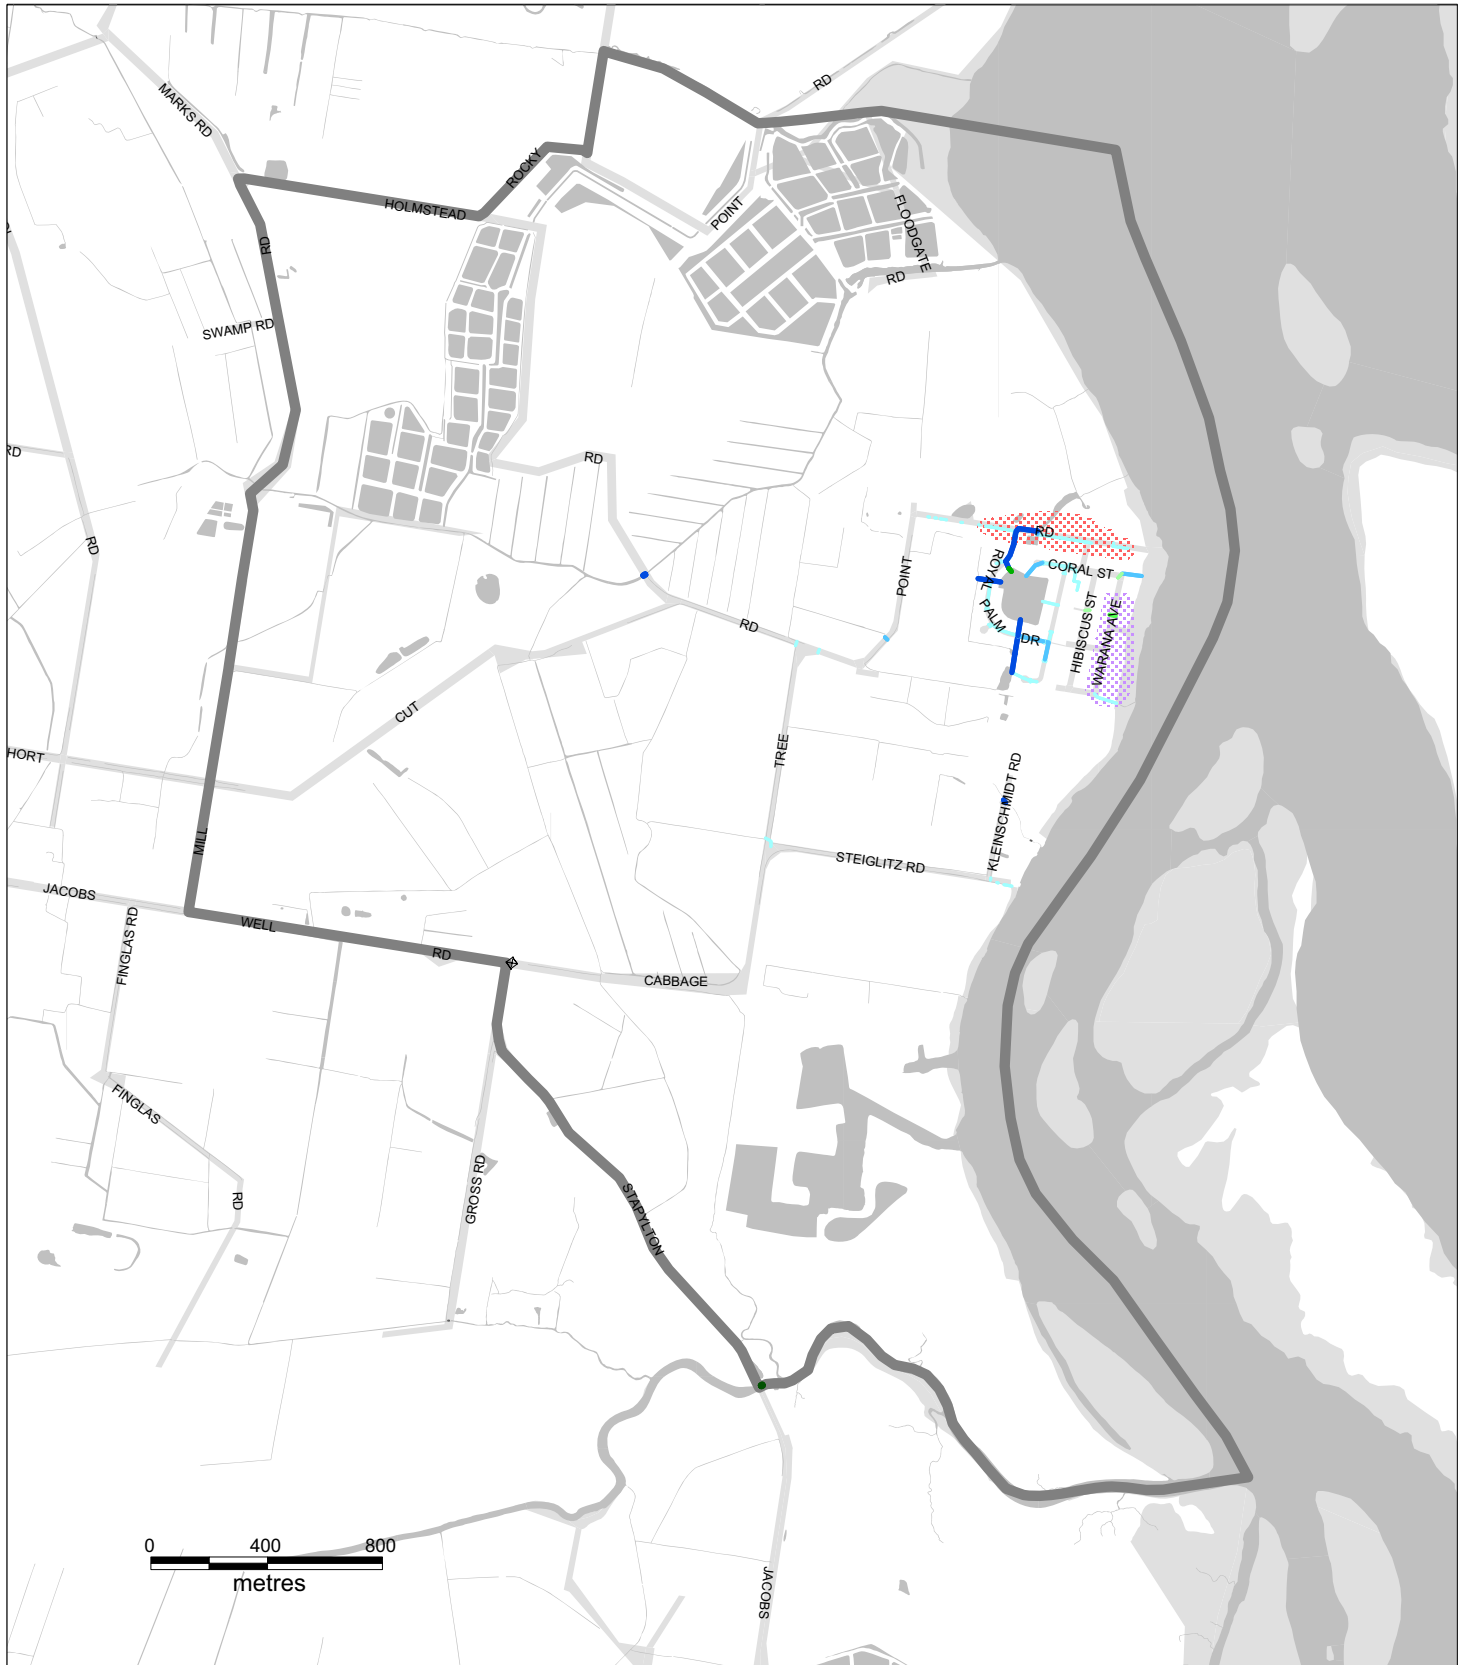 RD
MARKS RD
ROCKY
HOLMSTEAD
POINT
FLOODGATE
RD
RD
SWAMP RD
RD
RD
RD
RD
POINT
ROYAL
CORAL ST
PALM
HIBISCUS ST
WARANA AVE
DR
RD
CUT
TREE
HORT
KLEINSCHMIDT RD
MILL
STEIGLITZ RD
JACOBS
FINGLAS RD
WELL
RD
CABBAGE
FINGLAS
RD
GROSS RD
STAPYLTON
0 400 800
metres
JACOBS